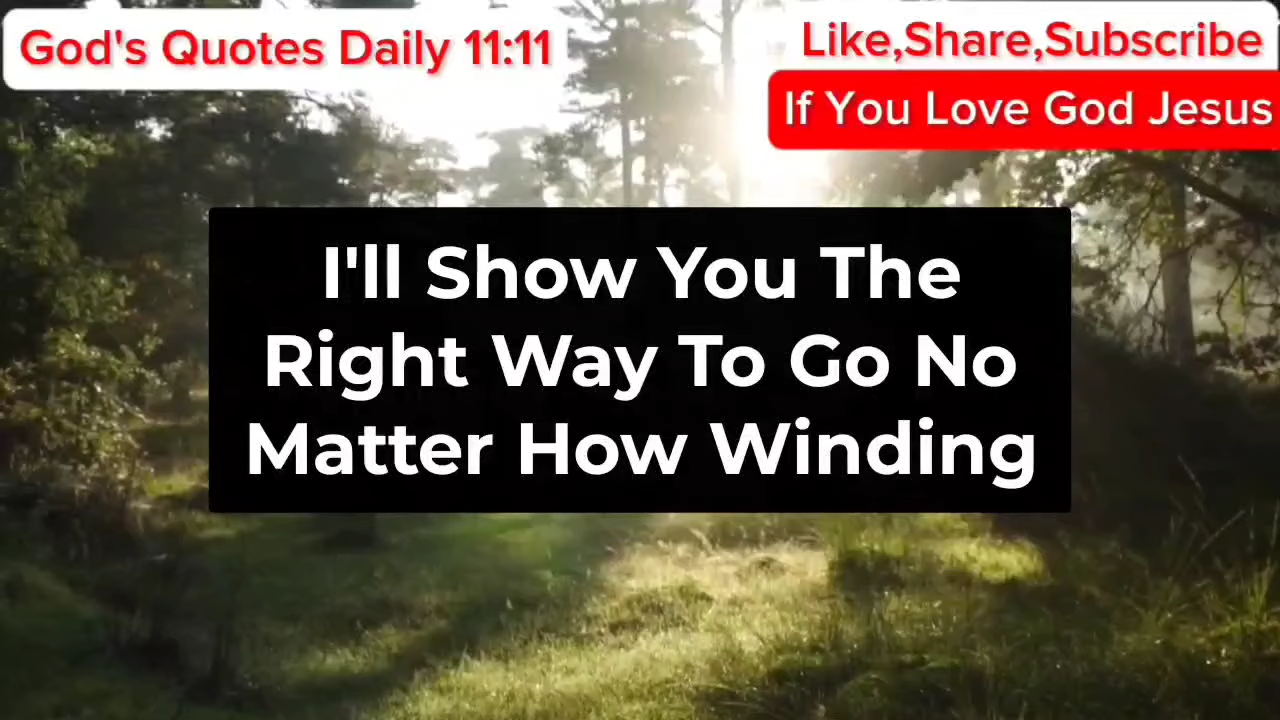 God's Quotes Daily 11:11
Like,Share,Subscribe
If You Love God Jesus
I'll Show You The
Right Way To Go No
Matter How Winding